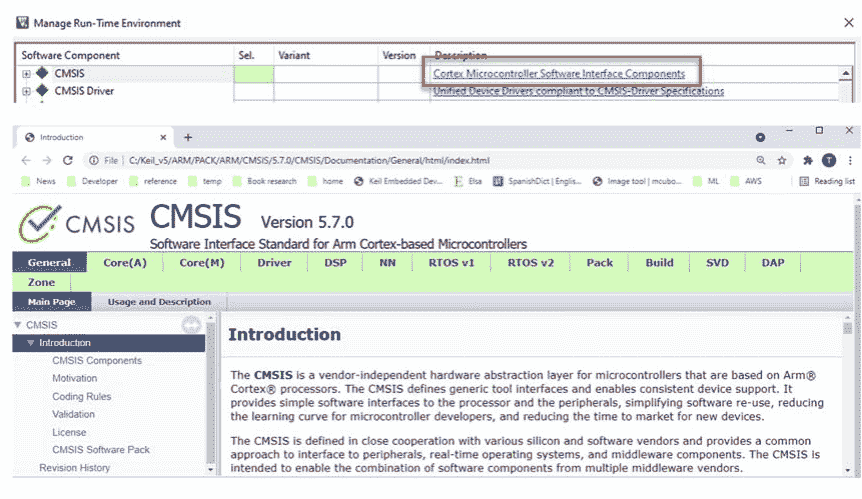 Manage Run-Time Environment
Software Component Sel. Variant Version Description
CMSIS Cortex Microcontroller Software Interface Components
CMSIS Driver Unified Device Drivers compliant to CMSIS-Driver Specifications
Introduction
File C:/Keil_v5/ARM/PACK/ARM/CMSIS/5.7.0/CMSIS/Documentation/General/html/index.html
News Developer reference temp Book research home Keil Embedded Dev... Elsa SpanishDict | Englis... Image tool | mcubo... ML AWS Reading list
CMSIS CMSIS Version 5.7.0
Software Interface Standard for Arm Cortex-based Microcontrollers
General Core(A) Core(M) Driver DSP NN RTOS v1 RTOS v2 Pack Build SVD DAP
Zone
Main Page Usage and Description
CMSIS
Introduction
CMSIS Components
Motivation
Coding Rules
Validation
License
CMSIS Software Pack
Revision History
Introduction
The CMSIS is a vendor-independent hardware abstraction layer for microcontrollers that are based on Arm®
Cortex® processors. The CMSIS defines generic tool interfaces and enables consistent device support. It
provides simple software interfaces to the processor and the peripherals, simplifying software re-use, reducing
the learning curve for microcontroller developers, and reducing the time to market for new devices.
The CMSIS is defined in close cooperation with various silicon and software vendors and provides a common
approach to interface to peripherals, real-time operating systems, and middleware components. The CMSIS is
intended to enable the combination of software components from multiple middleware vendors.